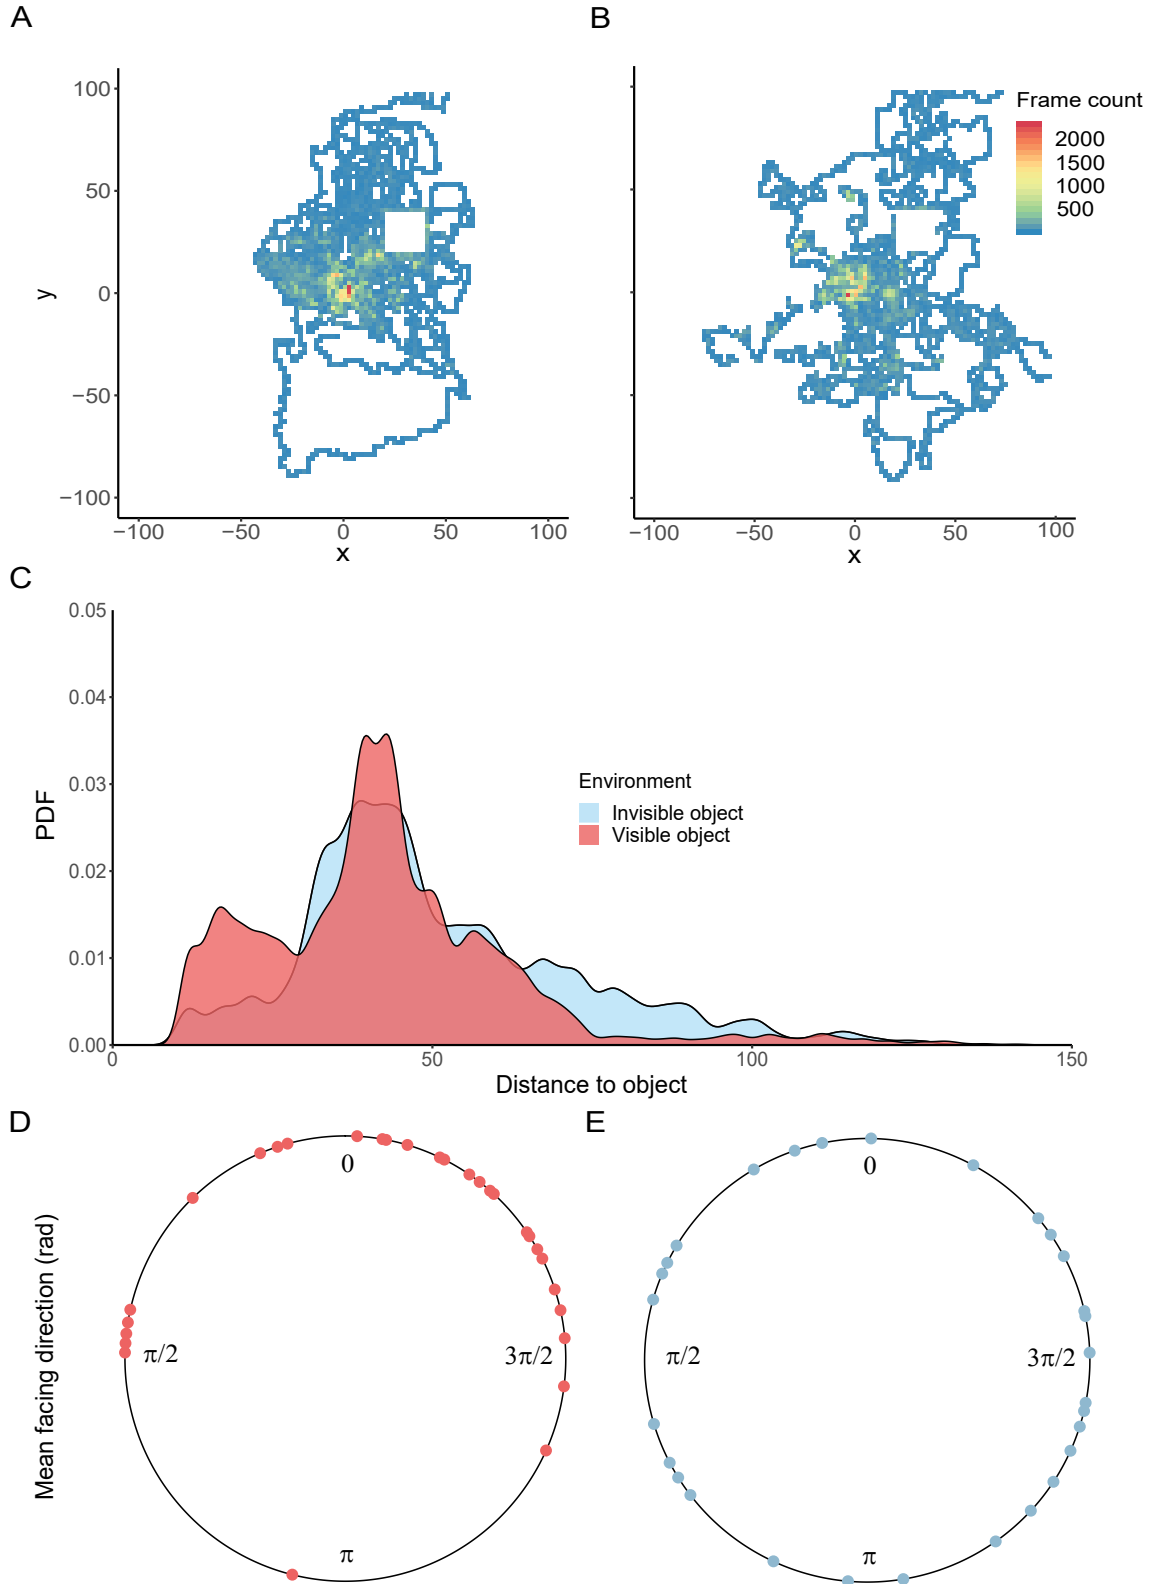 A
B
100
50
0
−50
−100
y
−100
−50
0
50
100
x
−100
−50
0
50
100
x
Frame count
2000
1500
1000
500
C
0.05
0.04
0.03
0.02
0.01
0.00
PDF
0
50
100
150
Distance to object
Environment
Invisible object
Visible object
D
E
Mean facing direction (rad)
0
π/2
3π/2
π
0
π/2
3π/2
π